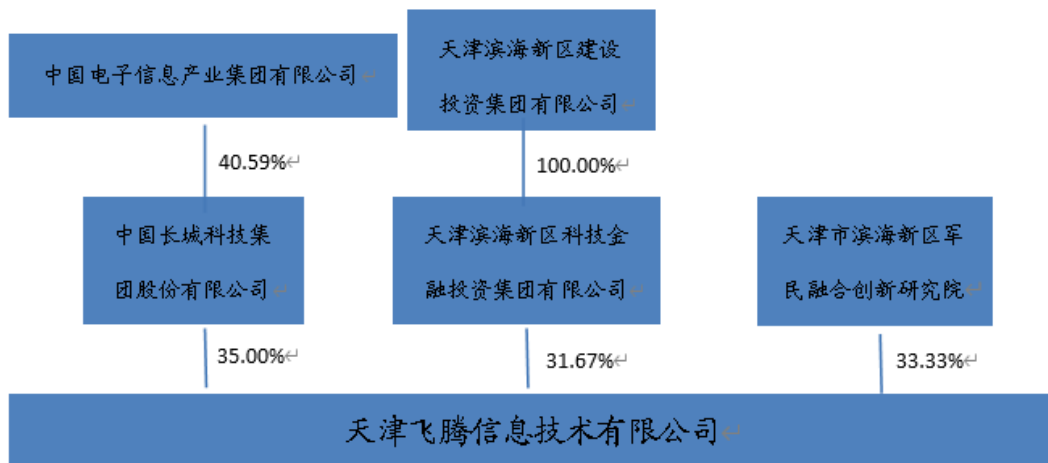 中国电子信息产业集团有限公司
天津滨海新区建设
投资集团有限公司
40.59%
100.00%
中国长城科技集
团股份有限公司
天津滨海新区科技金
融投资集团有限公司
天津市滨海新区军
民融合创新研究院
35.00%
31.67%
33.33%
天津飞腾信息技术有限公司